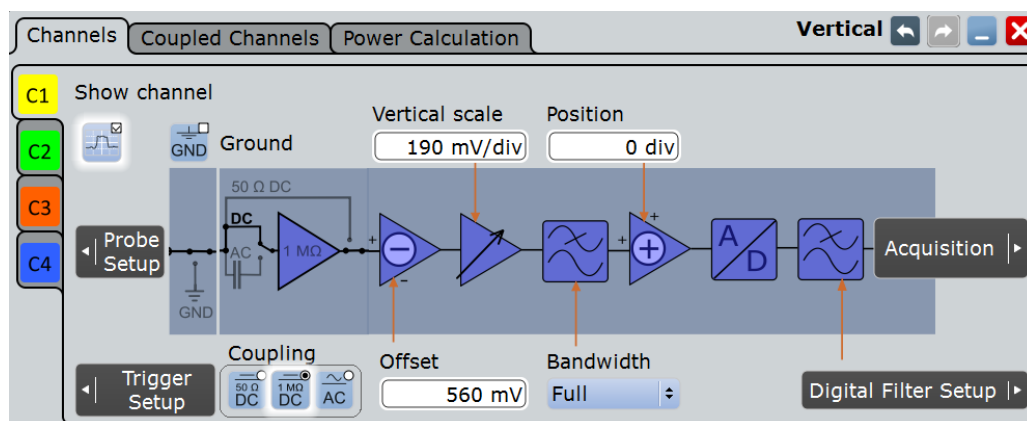 Channels
Coupled Channels
Power Calculation
Vertical
C1
C2
C3
C4
Show channel
GND
Ground
Vertical scale
190 mV/div
Position
0 div
50 Ω DC
DC
AC
1 MΩ
GND
+
−
-
+
+
+
A
D
Probe
Setup
Acquisition
Trigger
Setup
Coupling
50 Ω
DC
1 MΩ
DC
AC
Offset
560 mV
Bandwidth
Full
Digital Filter Setup